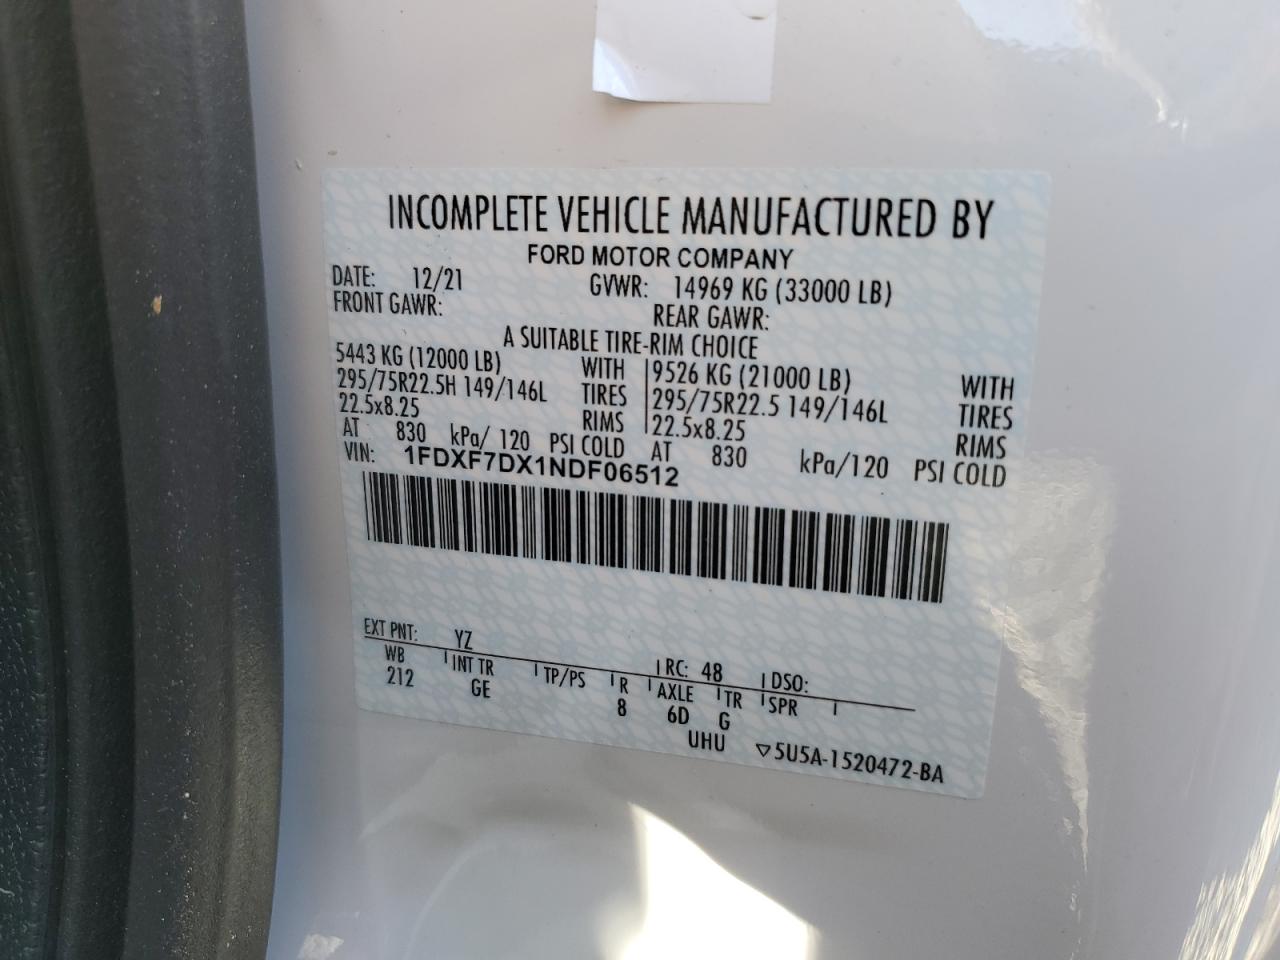 INCOMPLETE VEHICLE MANUFACTURED BY
FORD MOTOR COMPANY
DATE: 12/21 GVWR: 14969 KG (33000 LB)
FRONT GAWR: REAR GAWR:
A SUITABLE TIRE-RIM CHOICE
5443 KG (12000 LB) WITH 9526 KG (21000 LB) WITH
295/75R22.5H 149/146L TIRES 295/75R22.5 149/146L TIRES
22.5x8.25 RIMS 22.5x8.25 RIMS
AT 830 kPa/ 120 PSI COLD AT 830 kPa/120 PSI COLD
VIN: 1FDXF7DX1NDF06512
EXT PNT: YZ RC: 48 DSO:
WB INT TR TP/PS R AXLE TR SPR
212 GE 8 6D G
UHU ▽5U5A-1520472-BA